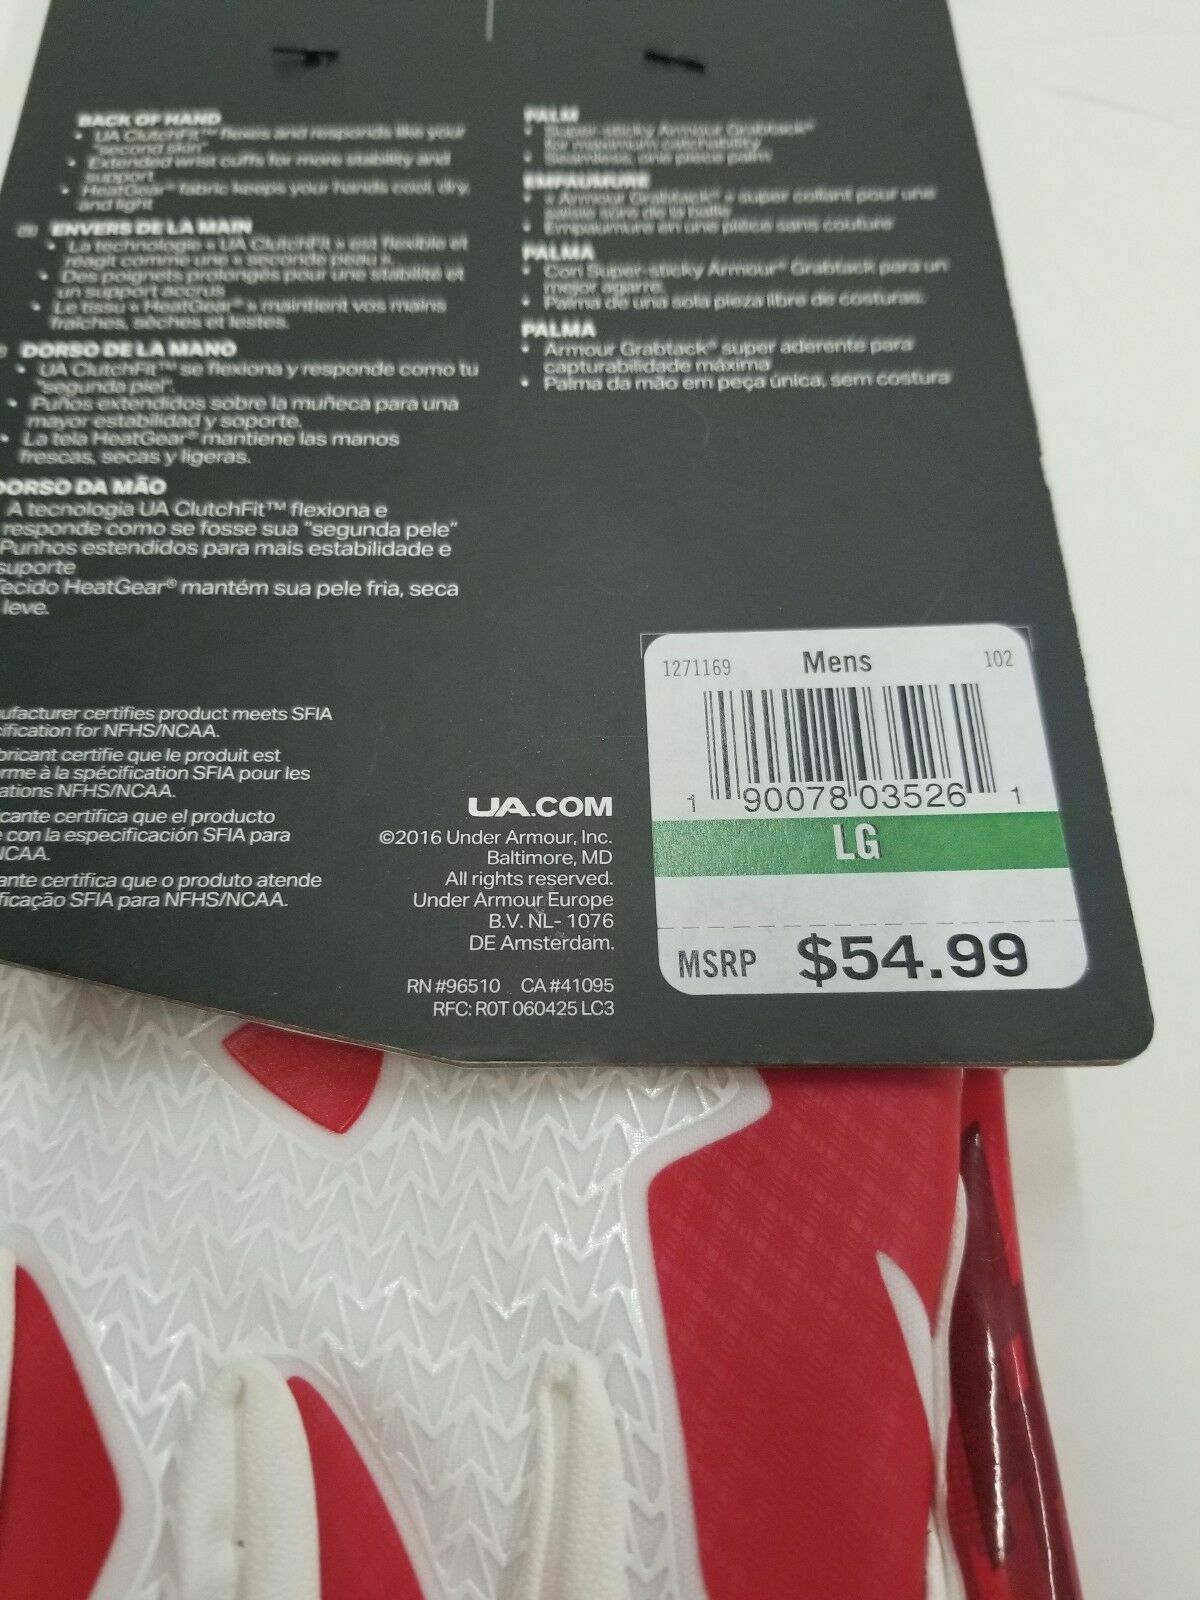 BACK OF HAND
• UA ClutchFit™ flexes and responds like your
"second skin"
• Extended wrist cuffs for more stability and
support
• HeatGear® fabric keeps your hands cool, dry,
and light
ENVERS DE LA MAIN
• La technologie « UA ClutchFit » est flexible et
réagit comme une « seconde peau ».
• Des poignets prolongés pour une stabilité et
un support accrus
• Le tissu « HeatGear® » maintient vos mains
fraîches, sèches et lestes.
DORSO DE LA MANO
• UA ClutchFit™ se flexiona y responde como tu
"segunda piel".
• Puños extendidos sobre la muñeca para una
mayor estabilidad y soporte.
• La tela HeatGear® mantiene las manos
frescas, secas y ligeras.
DORSO DA MÃO
A tecnologia UA ClutchFit™ flexiona e
responde como se fosse sua "segunda pele"
Punhos estendidos para mais estabilidade e
suporte
Tecido HeatGear® mantém sua pele fria, seca
leve.
PALM
• Super-sticky Armour Grabtack®
for maximum catchability
• Seamless, one piece palm
EMPAUMURE
• « Armour Grabtack® » super collant pour une
saisie sûre de la balle
• Empaumure en une pièce sans couture
PALMA
• Con Super-sticky Armour® Grabtack para un
mejor agarre.
• Palma de una sola pieza libre de costuras.
PALMA
• Armour Grabtack® super aderente para
capturabilidade máxima
• Palma da mão em peça única, sem costura
ufacturer certifies product meets SFIA
ification for NFHS/NCAA.
bricant certifie que le produit est
rme à la spécification SFIA pour les
ations NFHS/NCAA.
icante certifica que el producto
e con la especificación SFIA para
NCAA.
ante certifica que o produto atende
ficação SFIA para NFHS/NCAA.
UA.COM
©2016 Under Armour, Inc.
Baltimore, MD
All rights reserved.
Under Armour Europe
B.V. NL- 1076
DE Amsterdam.
RN #96510 CA #41095
RFC: R0T 060425 LC3
1271169 Mens 102
1 90078 03526 1
LG
MSRP $54.99